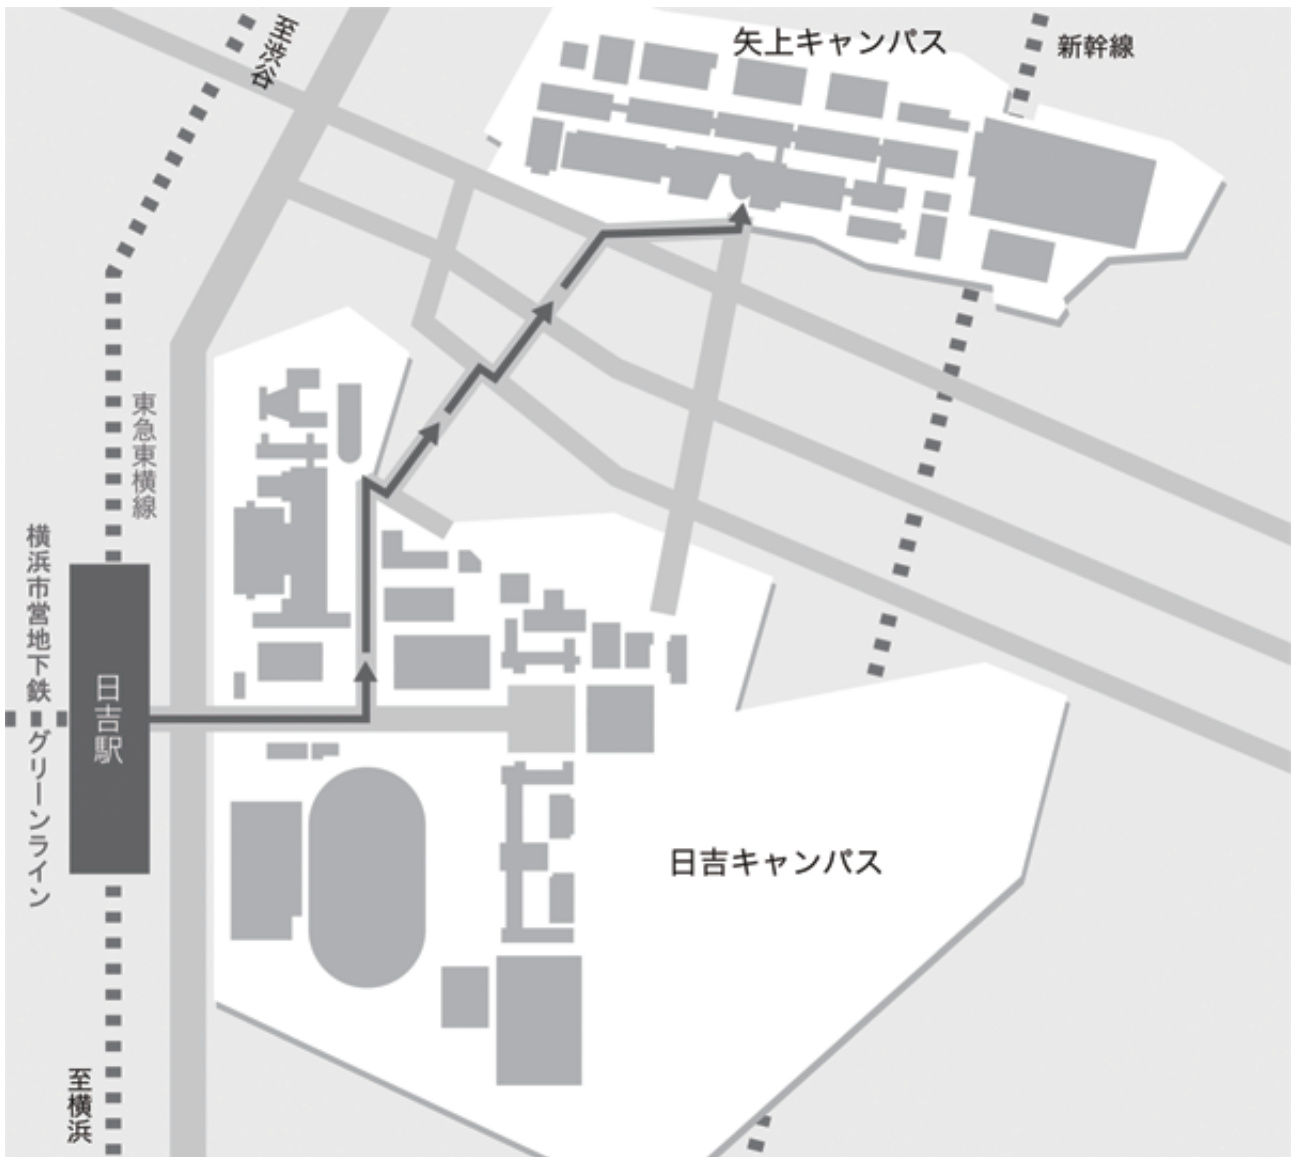 至渋谷
矢上キャンパス
新幹線
東急東横線
横浜市営地下鉄グリーンライン
日吉駅
日吉キャンパス
至横浜